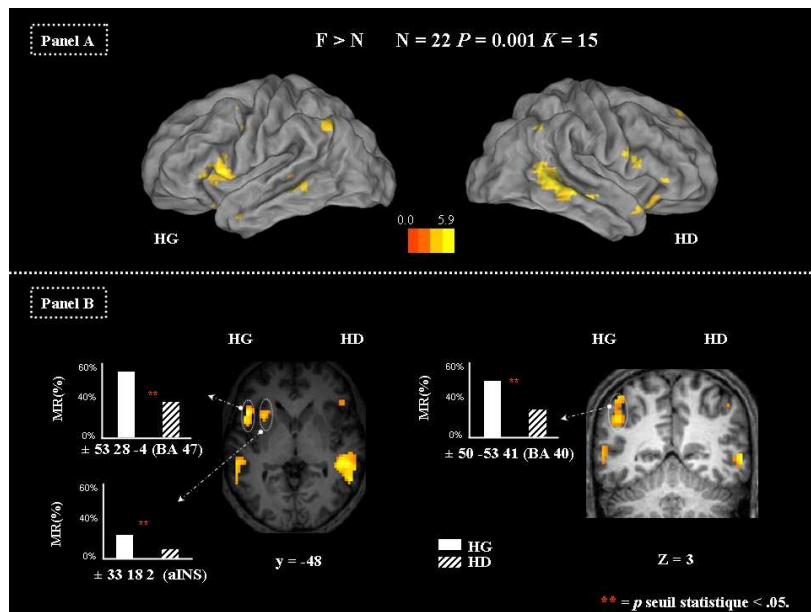 Panel A
F > N N = 22 P = 0.001 K = 15
HG
0.0 5.9
HD
Panel B
HG HD
60%
40%
0%
MR(%)
**
± 53 28 -4 (BA 47)
60%
40%
0%
MR(%)
**
± 33 18 2 (aINS)
y = -48
HG HD
60%
40%
0%
MR(%)
**
± 50 -53 41 (BA 40)
HG
HD
Z = 3
** = p seuil statistique < .05.